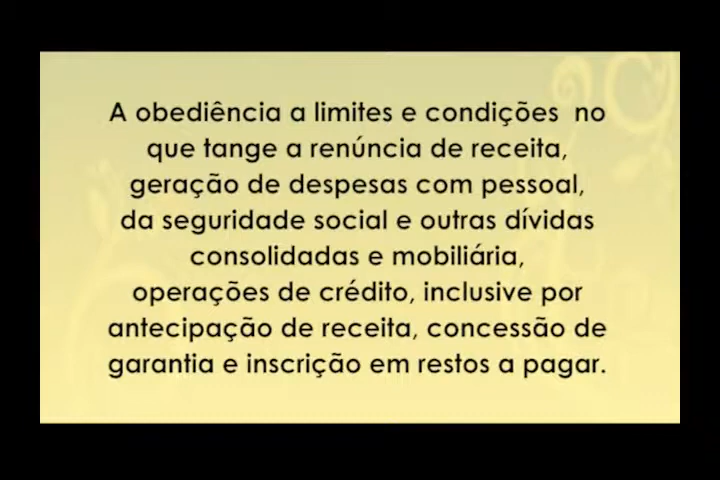 A obediência a limites e condições  no
que tange a renúncia de receita,
geração de despesas com pessoal,
da seguridade social e outras dívidas
consolidadas e mobiliária,
operações de crédito, inclusive por
antecipação de receita, concessão de
garantia e inscrição em restos a pagar.